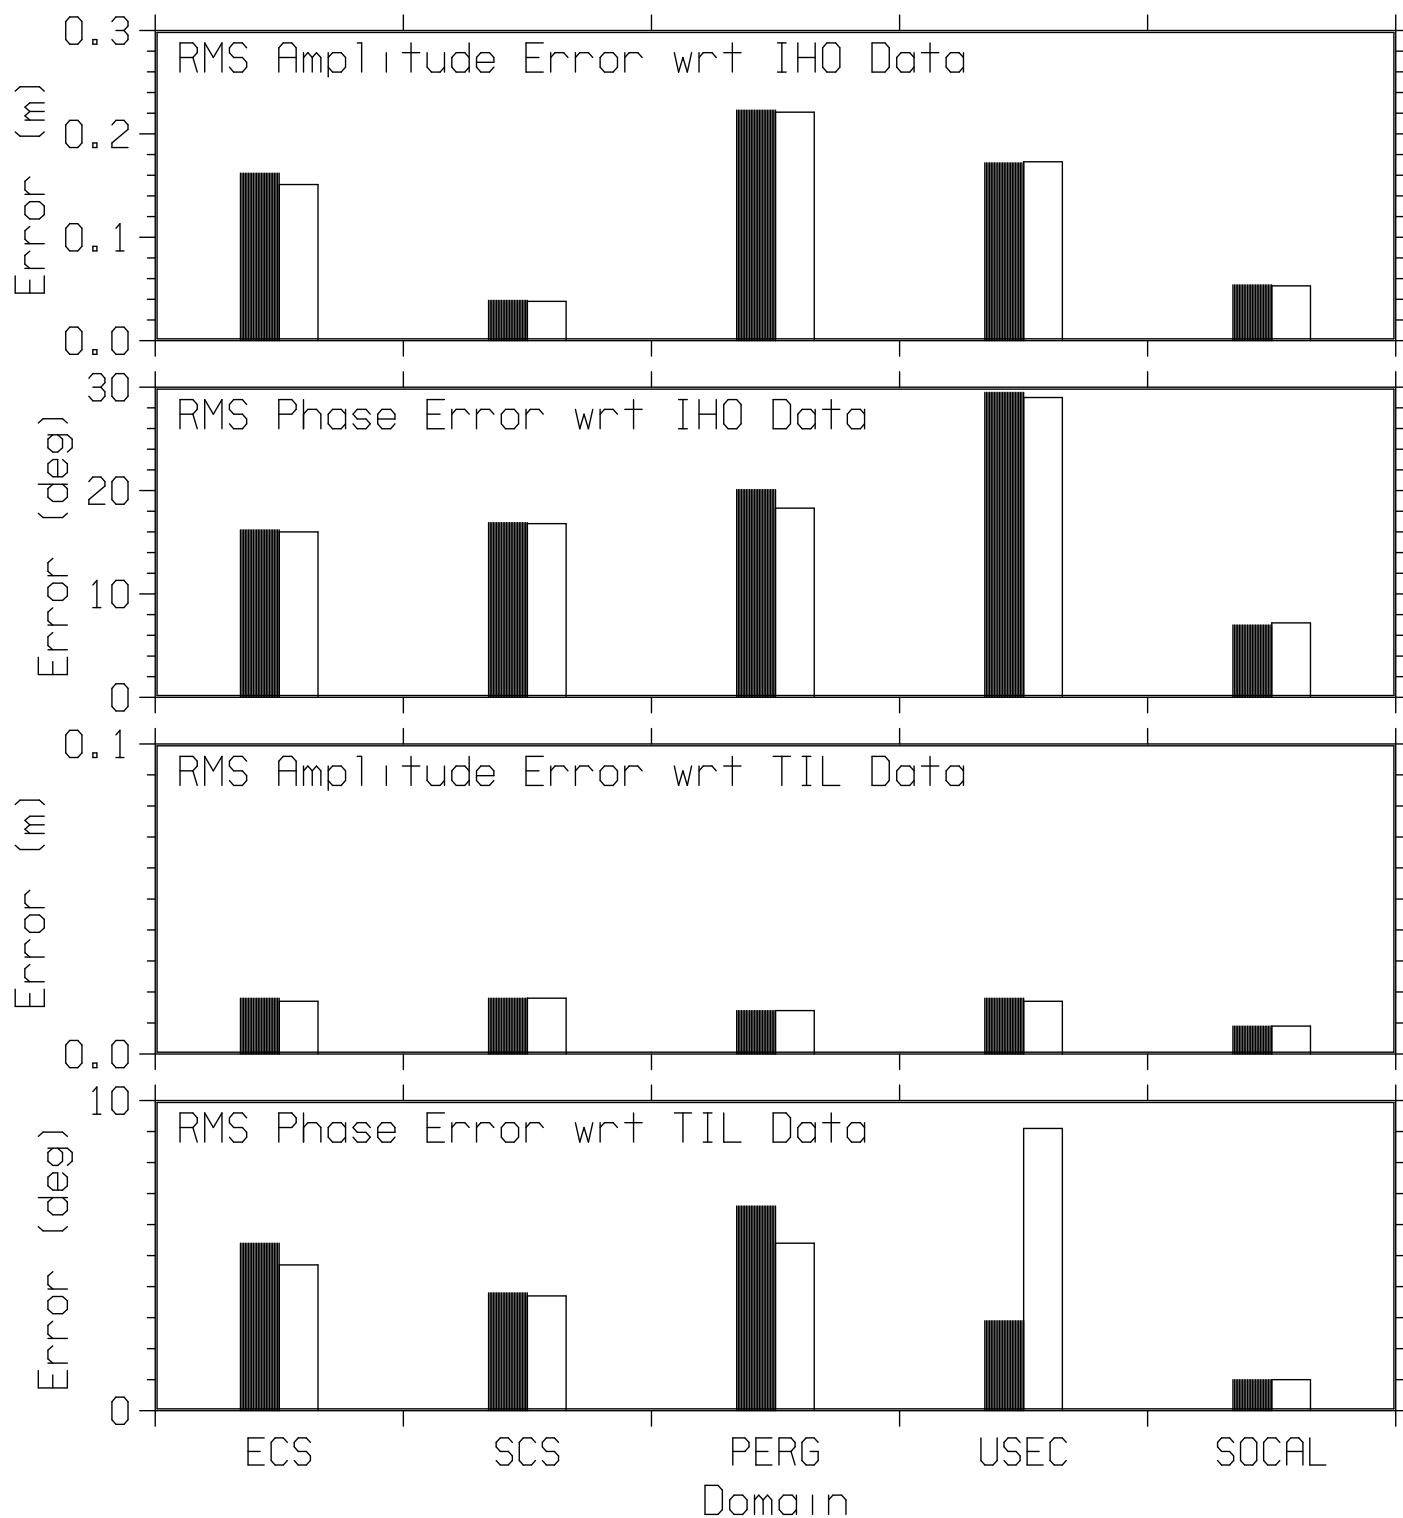 RMS Amplitude Error wrt IHO Data
0.3
0.2
0.1
0.0
Error (m)
RMS Phase Error wrt IHO Data
30
20
10
0
Error (deg)
RMS Amplitude Error wrt TIL Data
0.1
0.0
Error (m)
RMS Phase Error wrt TIL Data
10
0
Error (deg)
ECS SCS PERG USEC SOCAL
Domain